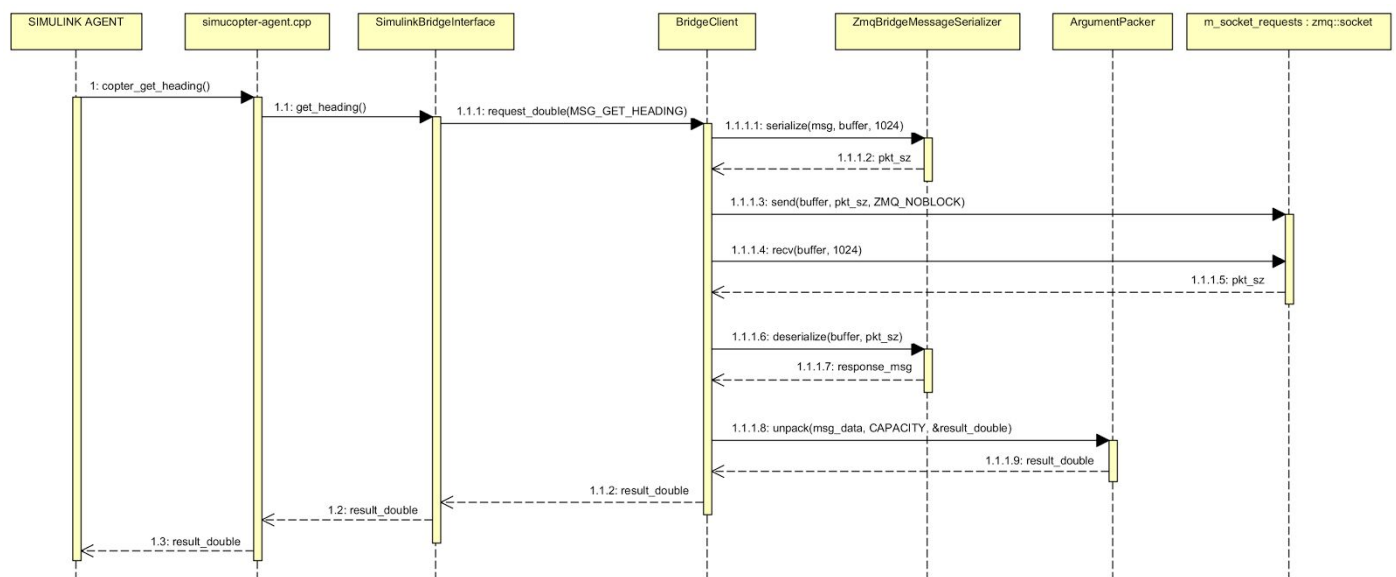 SIMULINK AGENT
simucopter-agent.cpp
SimulinkBridgeInterface
BridgeClient
ZmqBridgeMessageSerializer
ArgumentPacker
m_socket_requests : zmq::socket
1: copter_get_heading()
1.1: get_heading()
1.1.1: request_double(MSG_GET_HEADING)
1.1.1.1: serialize(msg, buffer, 1024)
1.1.1.2: pkt_sz
1.1.1.3: send(buffer, pkt_sz, ZMQ_NOBLOCK)
1.1.1.4: recv(buffer, 1024)
1.1.1.5: pkt_sz
1.1.1.6: deserialize(buffer, pkt_sz)
1.1.1.7: response_msg
1.1.1.8: unpack(msg_data, CAPACITY, &result_double)
1.1.1.9: result_double
1.1.2: result_double
1.2: result_double
1.3: result_double